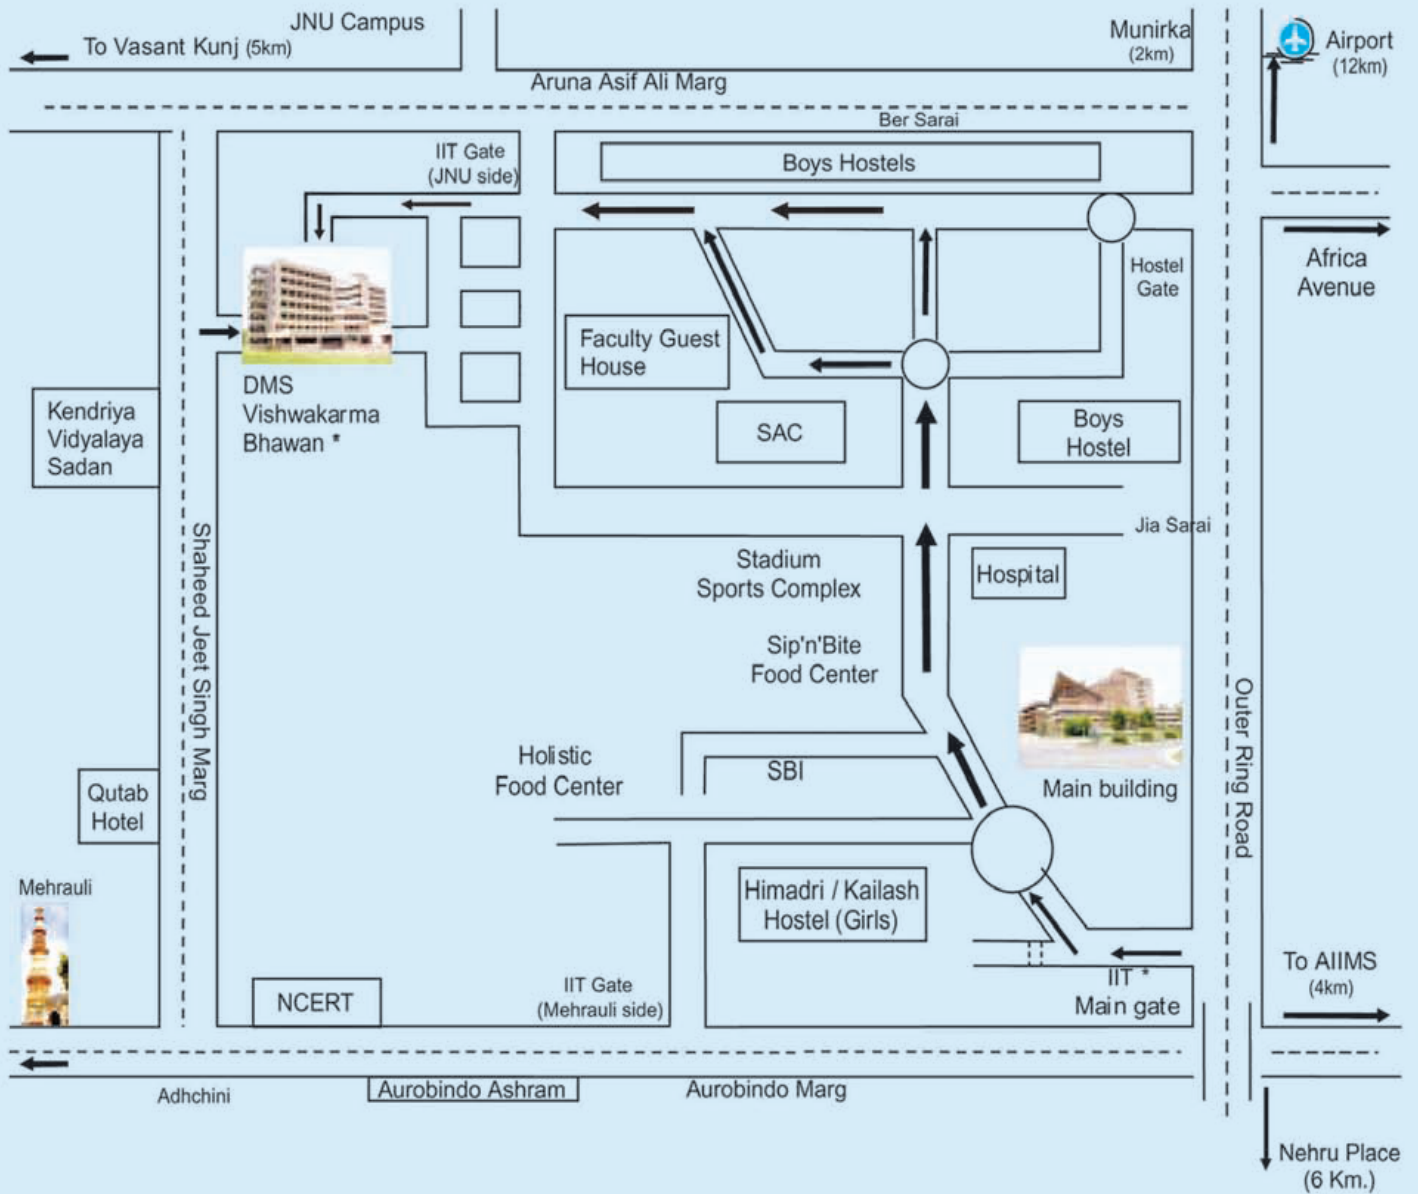 JNU Campus
To Vasant Kunj (5km)
Munirka
(2km)
Airport
(12km)
Aruna Asif Ali Marg
Ber Sarai
IIT Gate
(JNU side)
Boys Hostels
Hostel
Gate
Africa
Avenue
Faculty Guest
House
DMS
Vishwakarma
Bhawan *
Kendriya
Vidyalaya
Sadan
SAC
Boys
Hostel
Jia Sarai
Shaheed Jeet Singh Marg
Stadium
Sports Complex
Hospital
Sip'n'Bite
Food Center
Outer Ring Road
Holistic
Food Center
SBI
Main building
Qutab
Hotel
Mehrauli
Himadri / Kailash
Hostel (Girls)
To AIIMS
(4km)
IIT *
Main gate
NCERT
IIT Gate
(Mehrauli side)
Adhchini
Aurobindo Ashram
Aurobindo Marg
Nehru Place
(6 Km.)